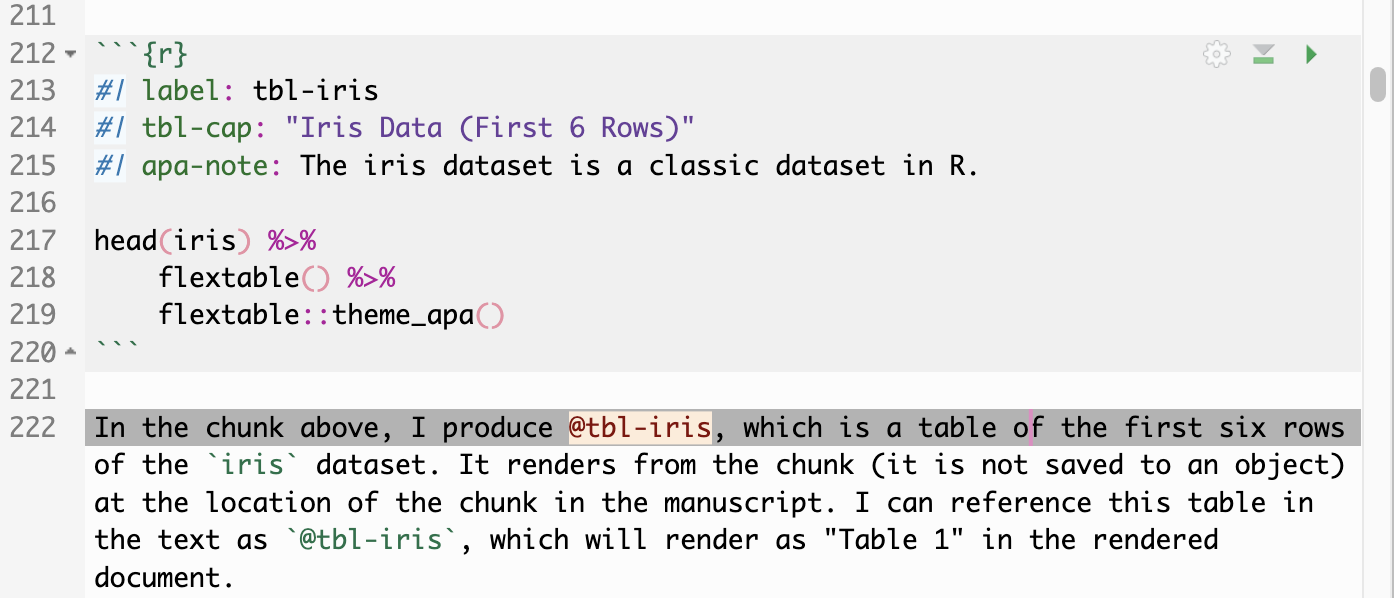 211
212 ```{r}
213 #| label: tbl-iris
214 #| tbl-cap: "Iris Data (First 6 Rows)"
215 #| apa-note: The iris dataset is a classic dataset in R.
216
217 head(iris) %>%
218     flextable() %>%
219     flextable::theme_apa()
220 ```
221
222 In the chunk above, I produce @tbl-iris, which is a table of the first six rows
of the `iris` dataset. It renders from the chunk (it is not saved to an object)
at the location of the chunk in the manuscript. I can reference this table in
the text as `@tbl-iris`, which will render as "Table 1" in the rendered
document.